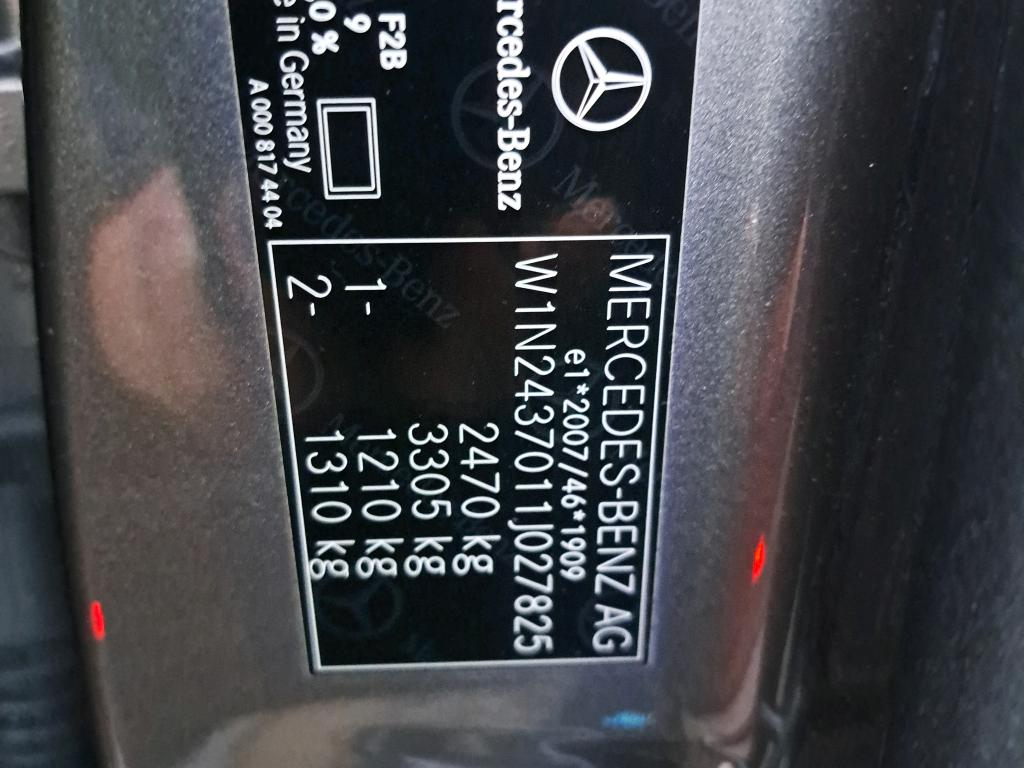 Mercedes-Benz
F2B
9
0 %
e in Germany
A 000 817 44 04
MERCEDES-BENZ AG
e1*2007/46*1909
W1N2437011J027825
2470 kg
3305 kg
1- 1210 kg
2- 1310 kg